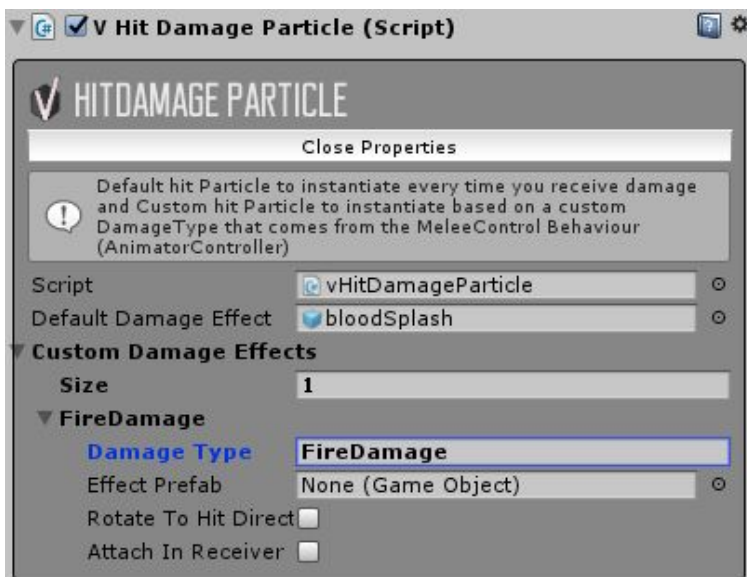 V Hit Damage Particle (Script)
HITDAMAGE PARTICLE
Close Properties
Default hit Particle to instantiate every time you receive damage
and Custom hit Particle to instantiate based on a custom
DamageType that comes from the MeleeControl Behaviour
(AnimatorController)
Script vHitDamageParticle
Default Damage Effect bloodSplash
Custom Damage Effects
Size 1
FireDamage
Damage Type FireDamage
Effect Prefab None (Game Object)
Rotate To Hit Direct
Attach In Receiver